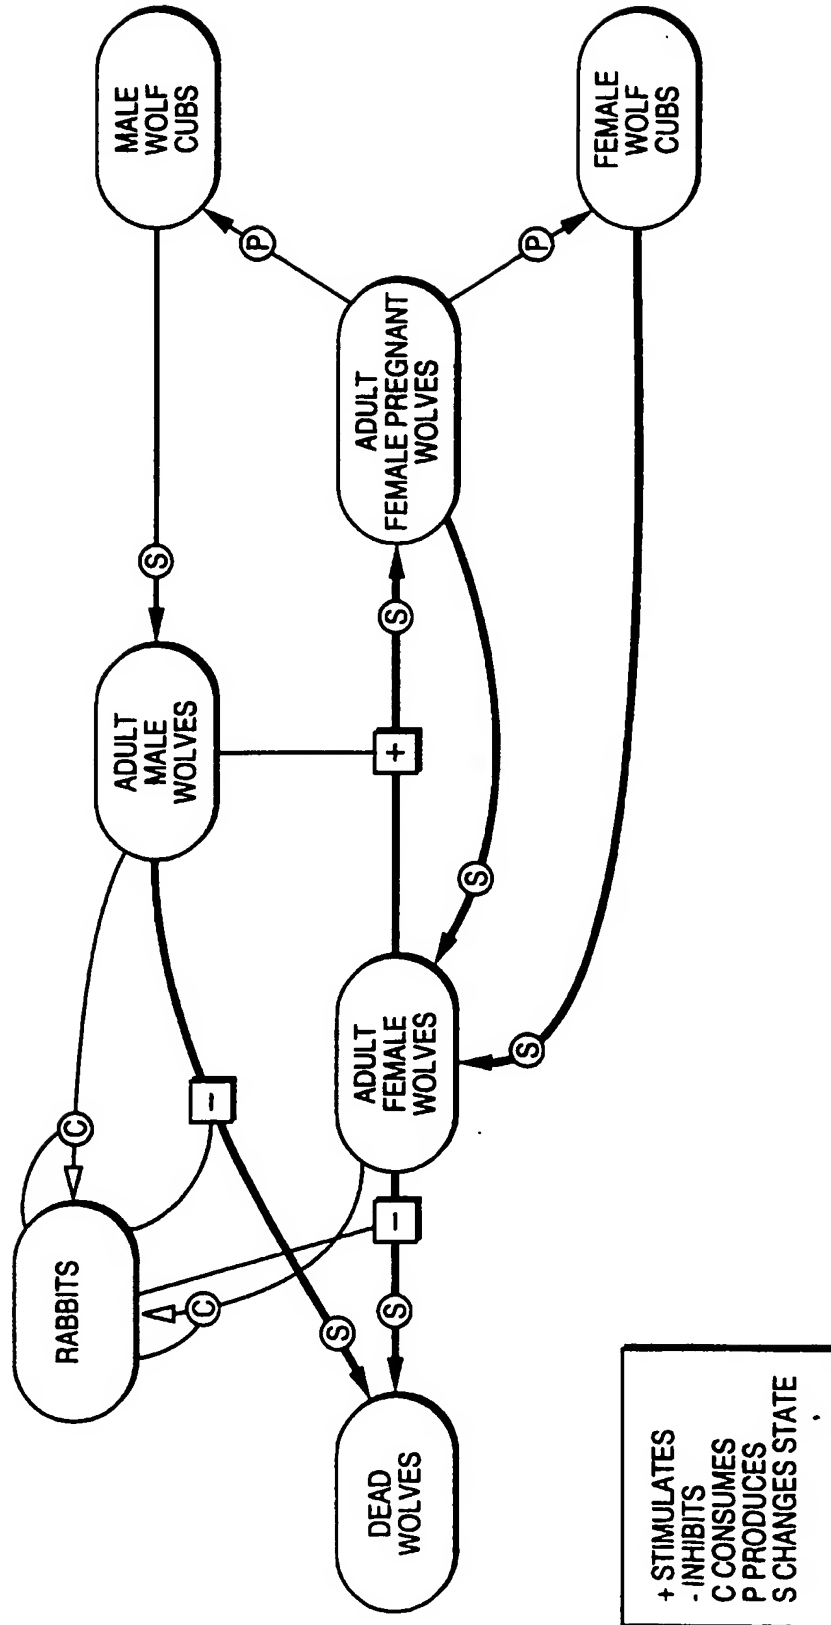 RABBITS
C
C
DEAD
WOLVES
S
S
-
-
ADULT
FEMALE
WOLVES
ADULT
MALE
WOLVES
+
S
S
S
S
ADULT
FEMALE PREGNANT
WOLVES
P
P
MALE
WOLF
CUBS
FEMALE
WOLF
CUBS
+ STIMULATES
- INHIBITS
C CONSUMES
P PRODUCES
S CHANGES STATE